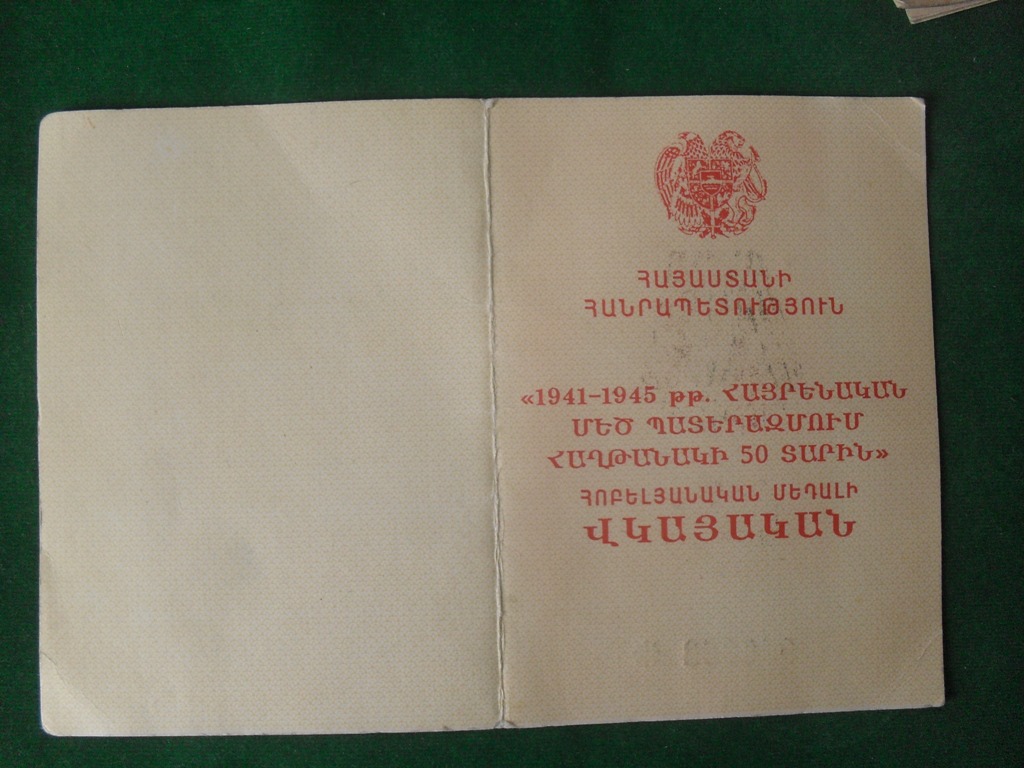 ՀԱՅԱՍՏԱՆԻ
ՀԱՆՐԱՊԵՏՈՒԹՅՈՒՆ
«1941–1945 թթ. ՀԱՅՐԵՆԱԿԱՆ
ՄԵԾ ՊԱՏԵՐԱԶՄՈՒՄ
ՀԱՂԹԱՆԱԿԻ 50 ՏԱՐԻՆ»
ՀՈԲԵԼՅԱՆԱԿԱՆ ՄԵԴԱԼԻ
ՎԿԱՅԱԿԱՆ